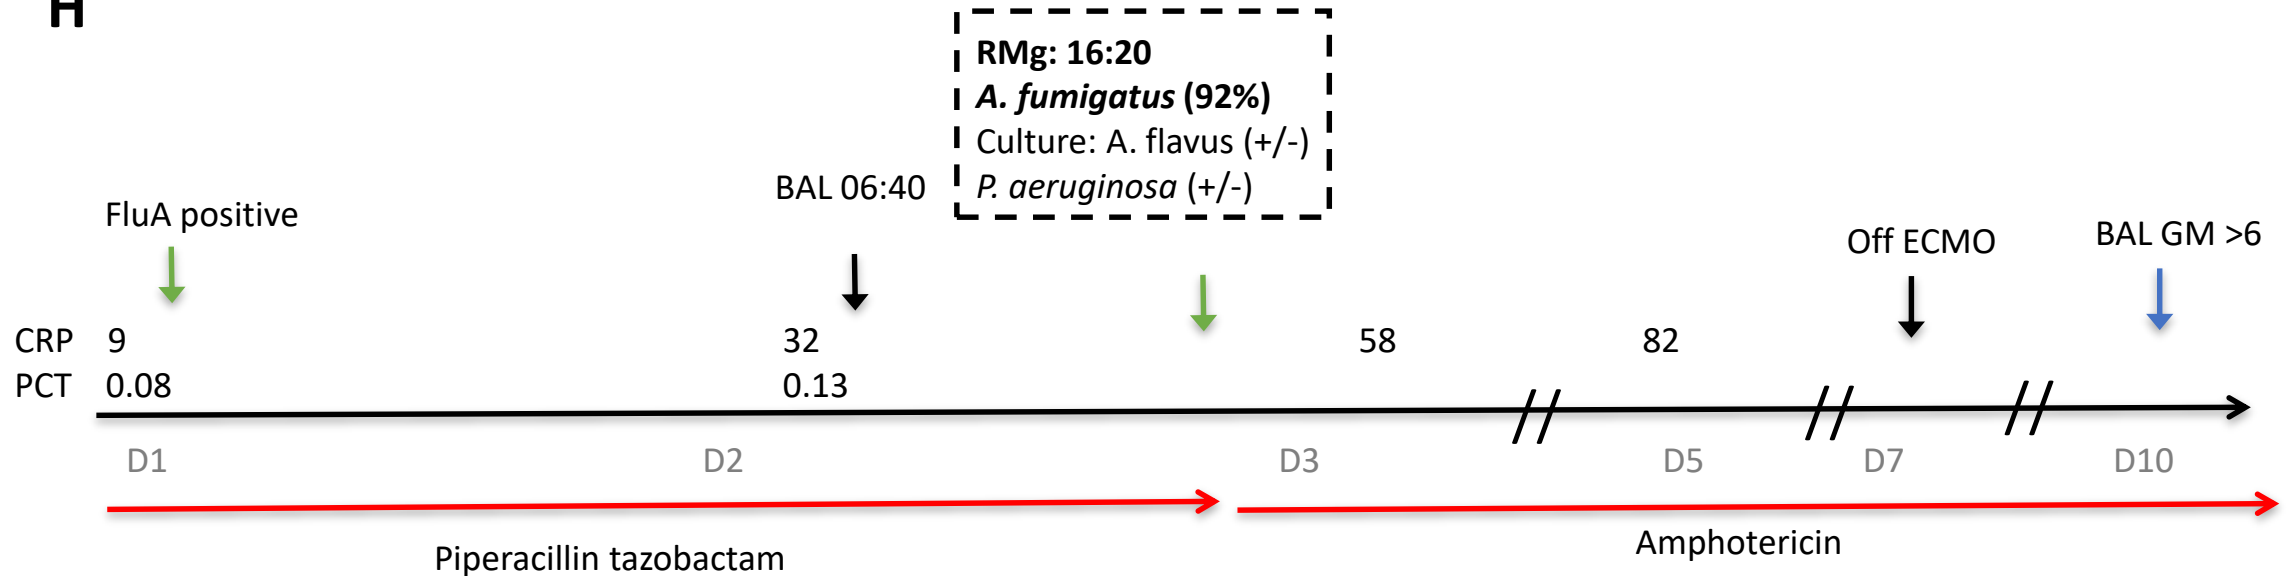 H
RMg: 16:20
A. fumigatus (92%)
Culture: A. flavus (+/-)
P. aeruginosa (+/-)
BAL 06:40
FluA positive
Off ECMO
BAL GM >6
CRP 9 32 58 82
PCT 0.08 0.13
D1 D2 D3 D5 D7 D10
Piperacillin tazobactam
Amphotericin